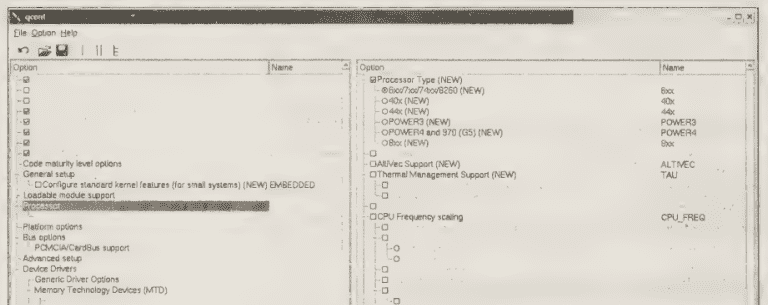 qconf
File Option Help
Option Name
Code maturity level options
General setup
Configure standard kernel features (for small systems) (NEW) EMBEDDED
Loadable module support
Processor
Platform options
Bus options
PCMCIA/CardBus support
Advanced setup
Device Drivers
Generic Driver Options
Memory Technology Devices (MTD)
Option Name
Processor Type (NEW)
6xx/7xx/74xx/8260 (NEW) 6xx
40x (NEW) 40x
44x (NEW) 44x
POWER3 (NEW) POWER3
POWER4 and 970 (G5) (NEW) POWER4
8xx (NEW) 8xx
AltiVec Support (NEW) ALTIVEC
Thermal Management Support (NEW) TAU
CPU Frequency scaling CPU_FREQ